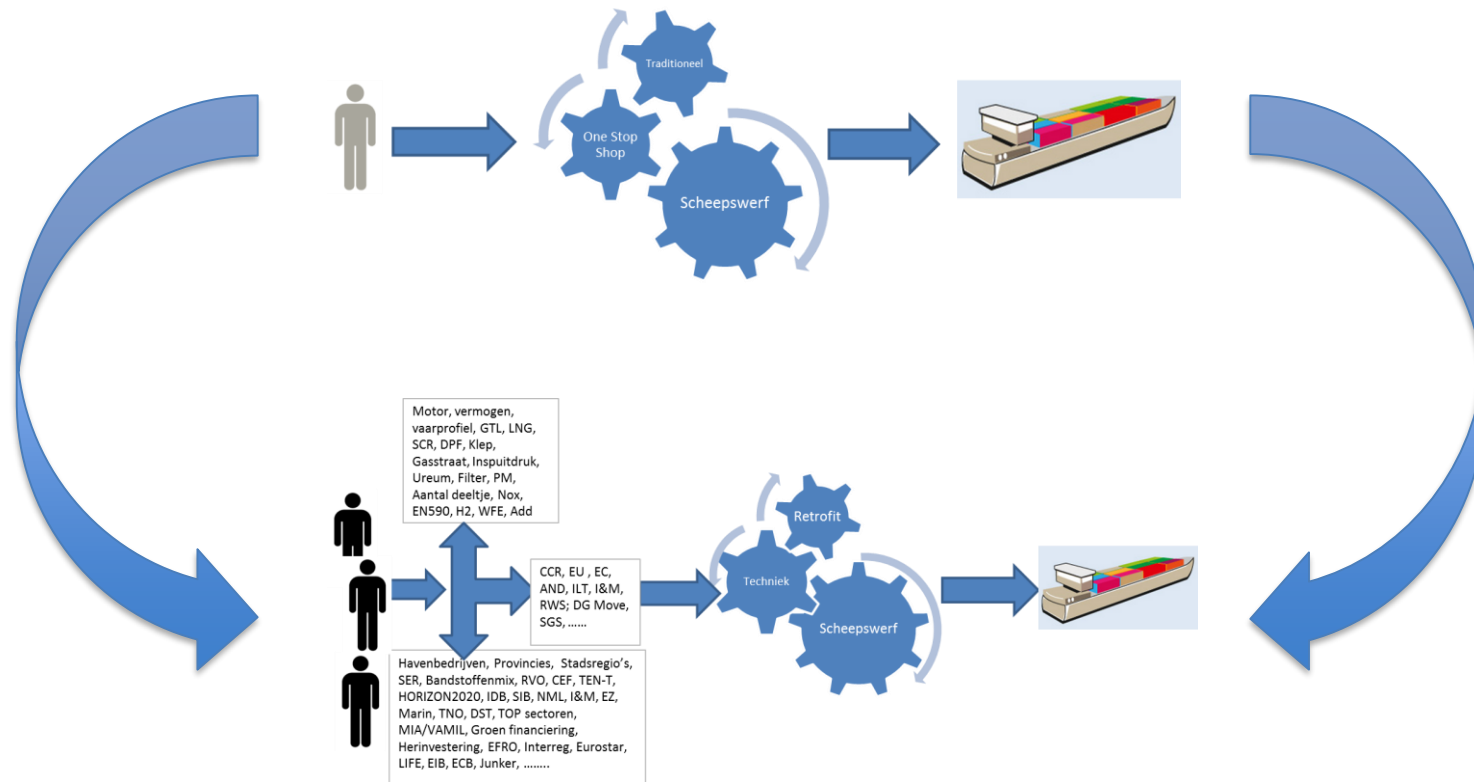 Traditioneel
One Stop
Shop
Scheepswerf
Motor, vermogen,
vaarprofiel, GTL, LNG,
SCR, DPF, Klep,
Gasstraat, Inspuitdruk,
Ureum, Filter, PM,
Aantal deeltje, Nox,
EN590, H2, WFE, Add
CCR, EU , EC,
AND, ILT, I&M,
RWS; DG Move,
SGS, ……
Retrofit
Techniek
Scheepswerf
Havenbedrijven, Provincies, Stadsregio's,
SER, Bandstoffenmix, RVO, CEF, TEN-T,
HORIZON2020, IDB, SIB, NML, I&M, EZ,
Marin, TNO, DST, TOP sectoren,
MIA/VAMIL, Groen financiering,
Herinvestering, EFRO, Interreg, Eurostar,
LIFE, EIB, ECB, Junker, ……..